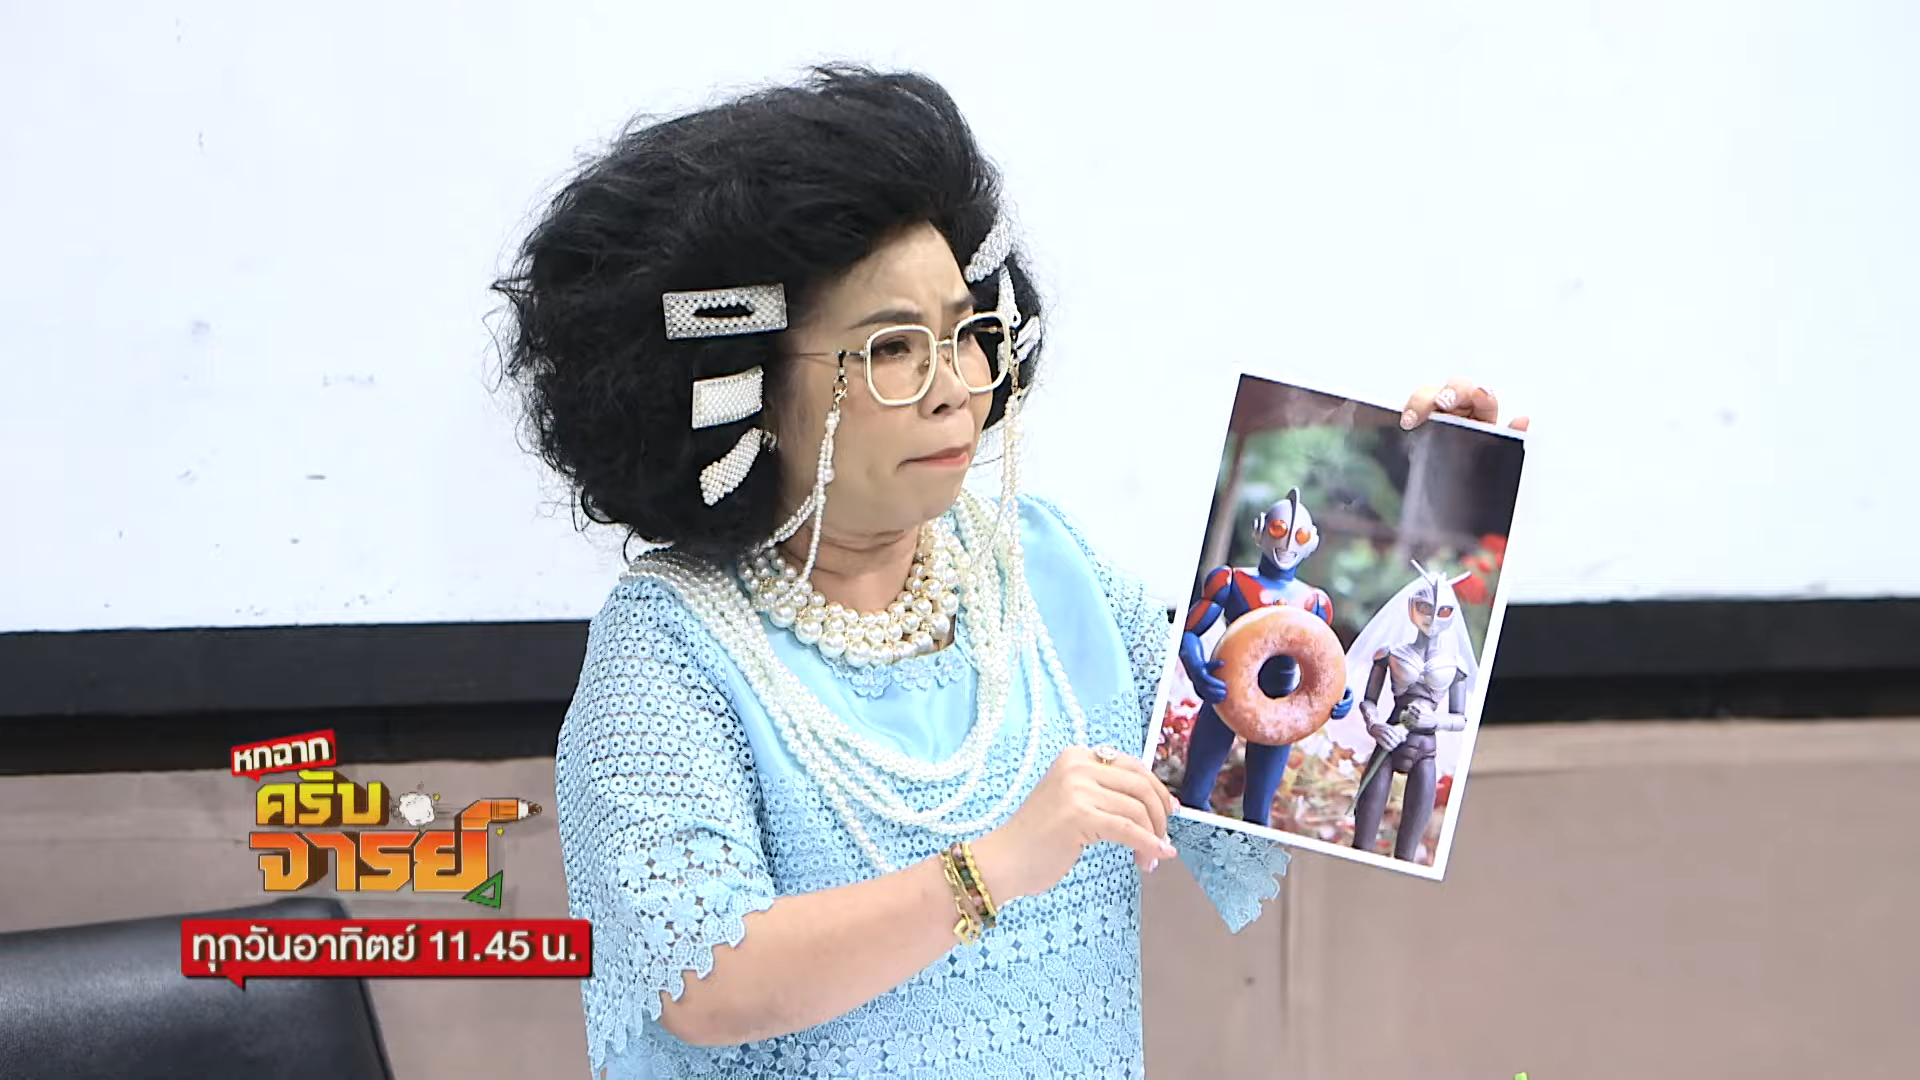 หกฉาก
ครับ
จารย์
ทุกวันอาทิตย์ 11.45 น.